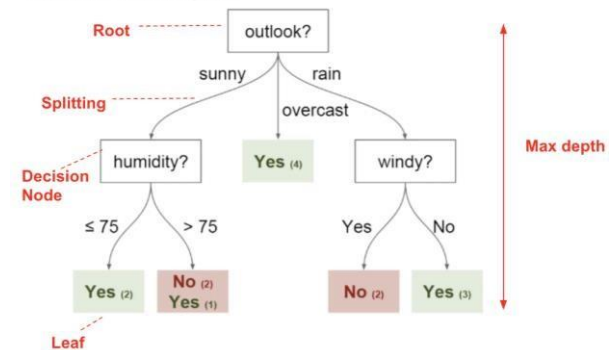 Root
outlook?
sunny
rain
Splitting
overcast
Max depth
humidity?
Yes (4)
windy?
Decision
Node
≤ 75
> 75
Yes
No
Yes (2)
No (2)
Yes (1)
No (2)
Yes (3)
Leaf